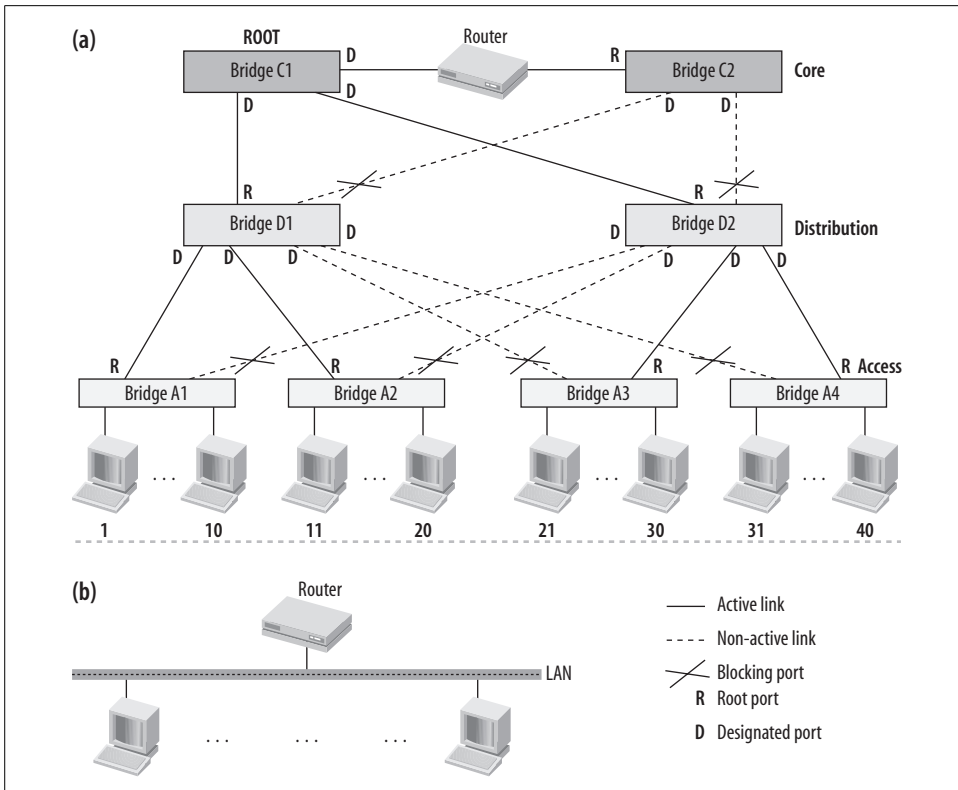 (a)
ROOT
Router
Bridge C1
D
D
D
R
Bridge C2
Core
D
D
R
R
Bridge D1
D
Bridge D2
Distribution
D
D
D
D
D
D
D
R
R
R
R
Access
Bridge A1
Bridge A2
Bridge A3
Bridge A4
... ... ... ...
1 10 11 20 21 30 31 40
(b)
Router
LAN
... ... ...
Active link
Non-active link
Blocking port
R Root port
D Designated port